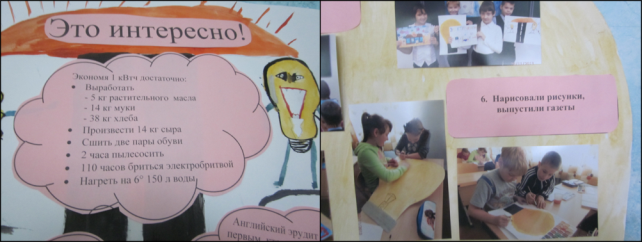 Это интересно!
Экономя 1 кВтч достаточно:
• Выработать
- 5 кг растительного масла
- 14 кг муки
- 38 кг хлеба
• Произвести 14 кг сыра
• Сшить две пары обуви
• 2 часа пылесосить
• 110 часов бриться электробритвой
• Нагреть на 6° 150 л воды
Английский эрудит
первым
6. Нарисовали рисунки,
выпустили газеты